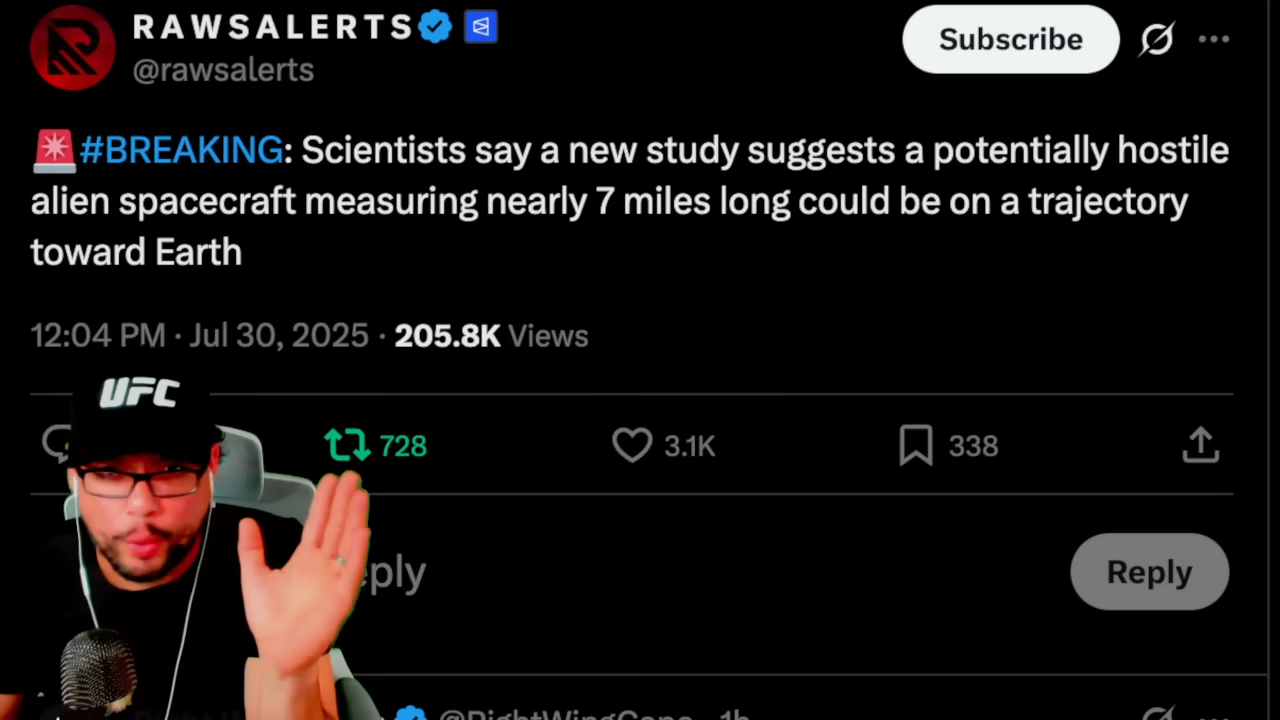 RAWSALERTS
Subscribe
@rawsalerts
🚨#BREAKING: Scientists say a new study suggests a potentially hostile
alien spacecraft measuring nearly 7 miles long could be on a trajectory
toward Earth
12:04 PM · Jul 30, 2025 · 205.8K Views
UFC
728
3.1K
338
eply
Reply